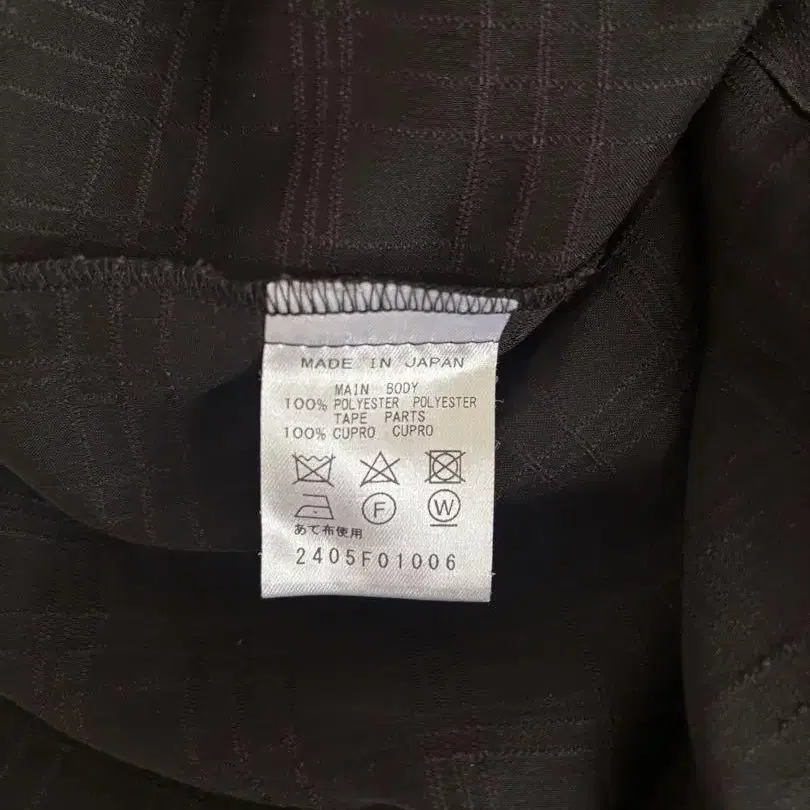 MADE IN JAPAN
MAIN BODY
100% POLYESTER POLYESTER
TAPE PARTS
100% CUPRO CUPRO
F W
あて布使用
2405F01006